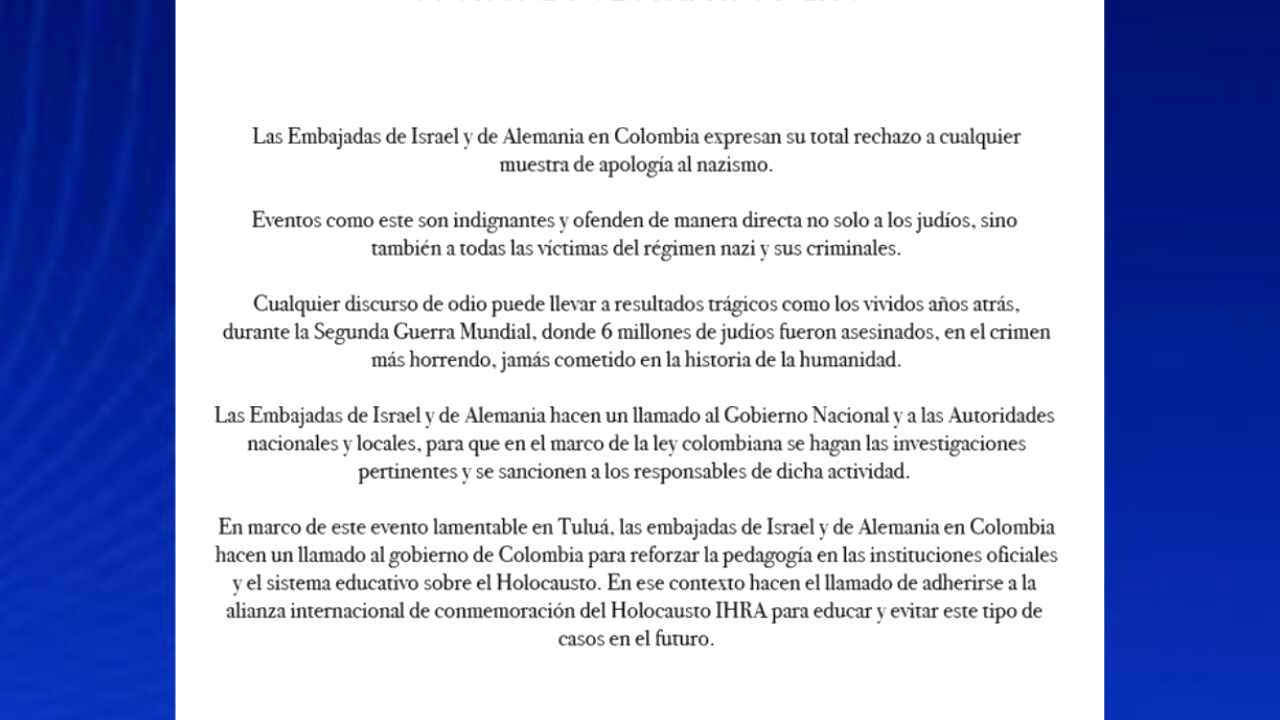 Las Embajadas de Israel y de Alemania en Colombia expresan su total rechazo a cualquier
muestra de apología al nazismo.
Eventos como este son indignantes y ofenden de manera directa no solo a los judíos, sino
también a todas las víctimas del régimen nazi y sus criminales.
Cualquier discurso de odio puede llevar a resultados trágicos como los vividos años atrás,
durante la Segunda Guerra Mundial, donde 6 millones de judíos fueron asesinados, en el crimen
más horrendo, jamás cometido en la historia de la humanidad.
Las Embajadas de Israel y de Alemania hacen un llamado al Gobierno Nacional y a las Autoridades
nacionales y locales, para que en el marco de la ley colombiana se hagan las investigaciones
pertinentes y se sancionen a los responsables de dicha actividad.
En marco de este evento lamentable en Tuluá, las embajadas de Israel y de Alemania en Colombia
hacen un llamado al gobierno de Colombia para reforzar la pedagogía en las instituciones oficiales
y el sistema educativo sobre el Holocausto. En ese contexto hacen el llamado de adherirse a la
alianza internacional de conmemoración del Holocausto IHRA para educar y evitar este tipo de
casos en el futuro.